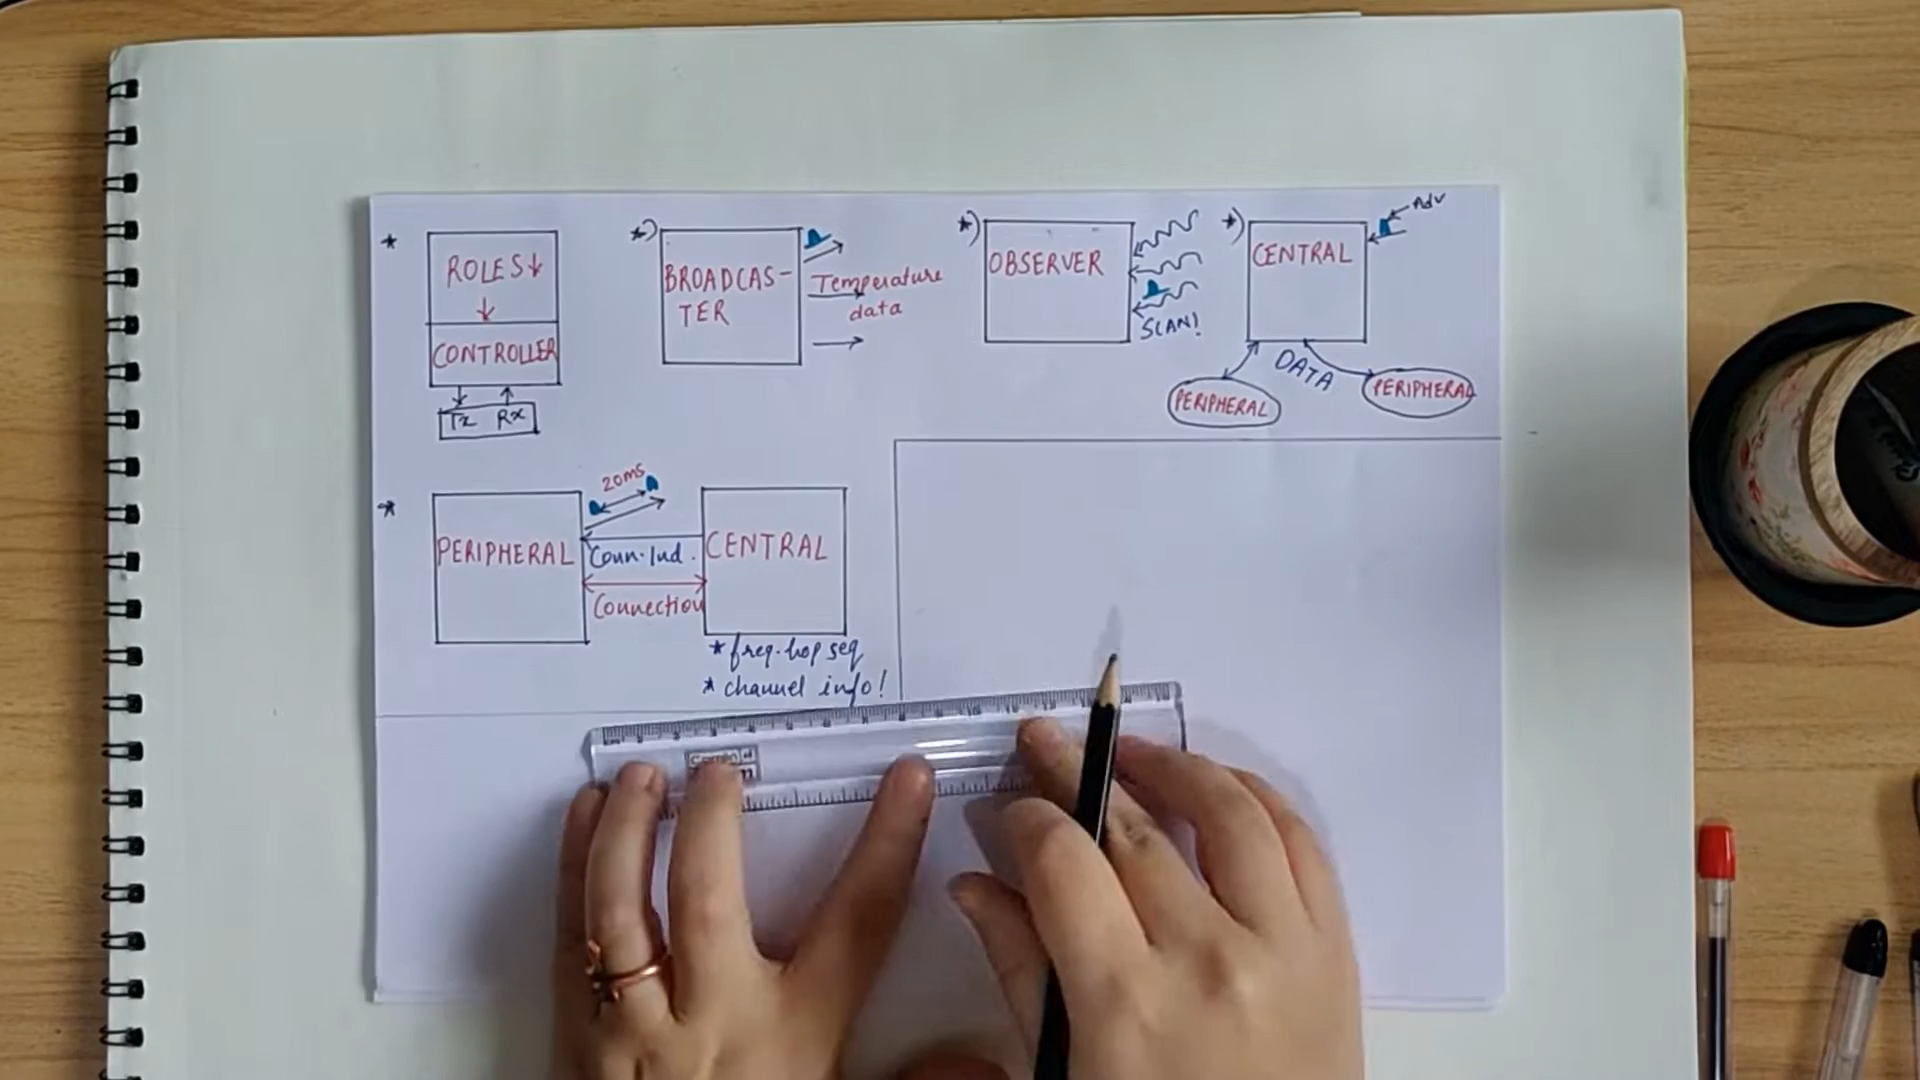 * ROLES↓
↓
CONTROLLER
Tx Rx
*) BROADCAS-
TER
Temperature
data
*) OBSERVER
SCAN!
*) CENTRAL
Adv
DATA
PERIPHERAL
PERIPHERAL
* PERIPHERAL
20ms
Conn.Ind.
Connection
CENTRAL
* freq.hop seq
* channel info!